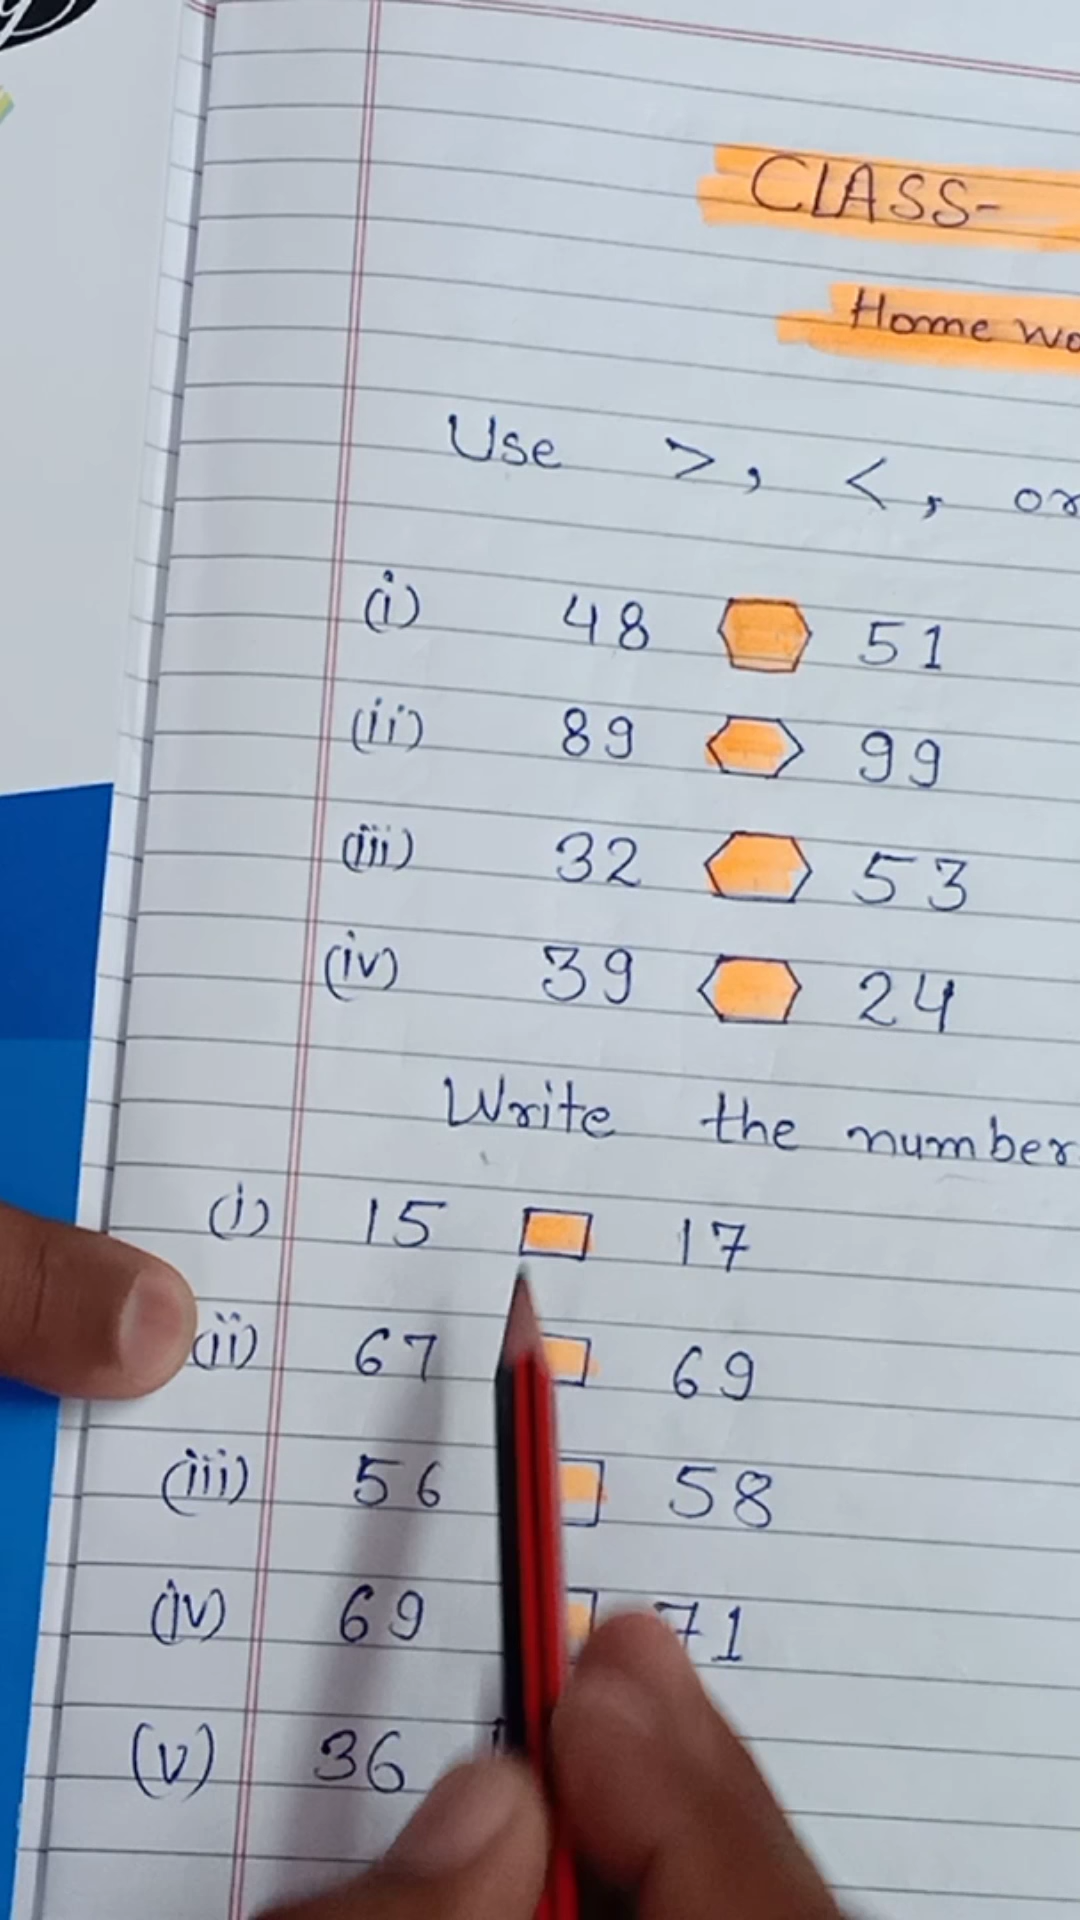 CLASS-
Home Wo
Use >, <, or
(i) 48 51
(ii) 89 99
(iii) 32 53
(iv) 39 24
Write the number
(i) 15 17
(ii) 67 69
(iii) 56 58
(iv) 69 71
(v) 36